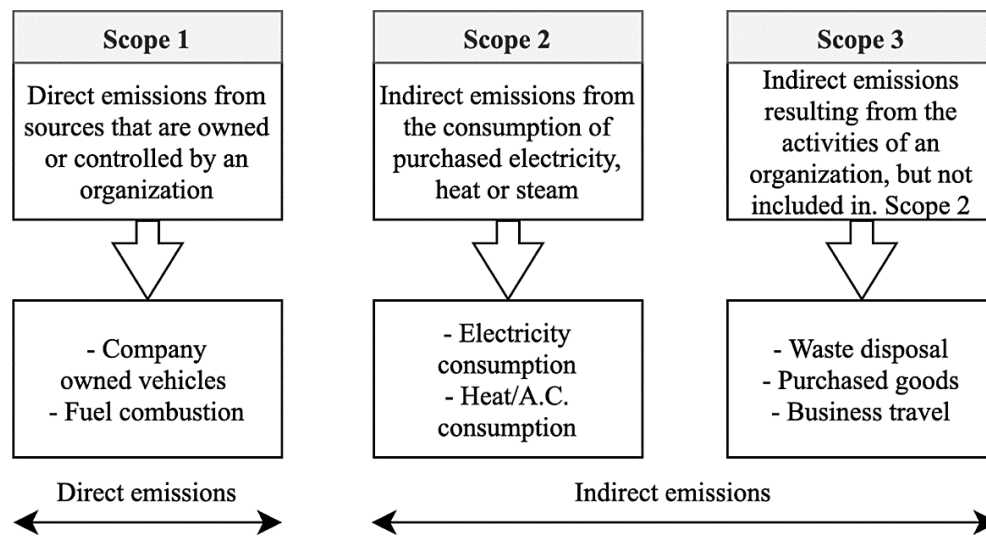 Scope 1
Direct emissions from
sources that are owned
or controlled by an
organization
- Company
owned vehicles
- Fuel combustion
Direct emissions
Scope 2
Indirect emissions from
the consumption of
purchased electricity,
heat or steam
- Electricity
consumption
- Heat/A.C.
consumption
Scope 3
Indirect emissions
resulting from the
activities of an
organization, but not
included in. Scope 2
- Waste disposal
- Purchased goods
- Business travel
Indirect emissions